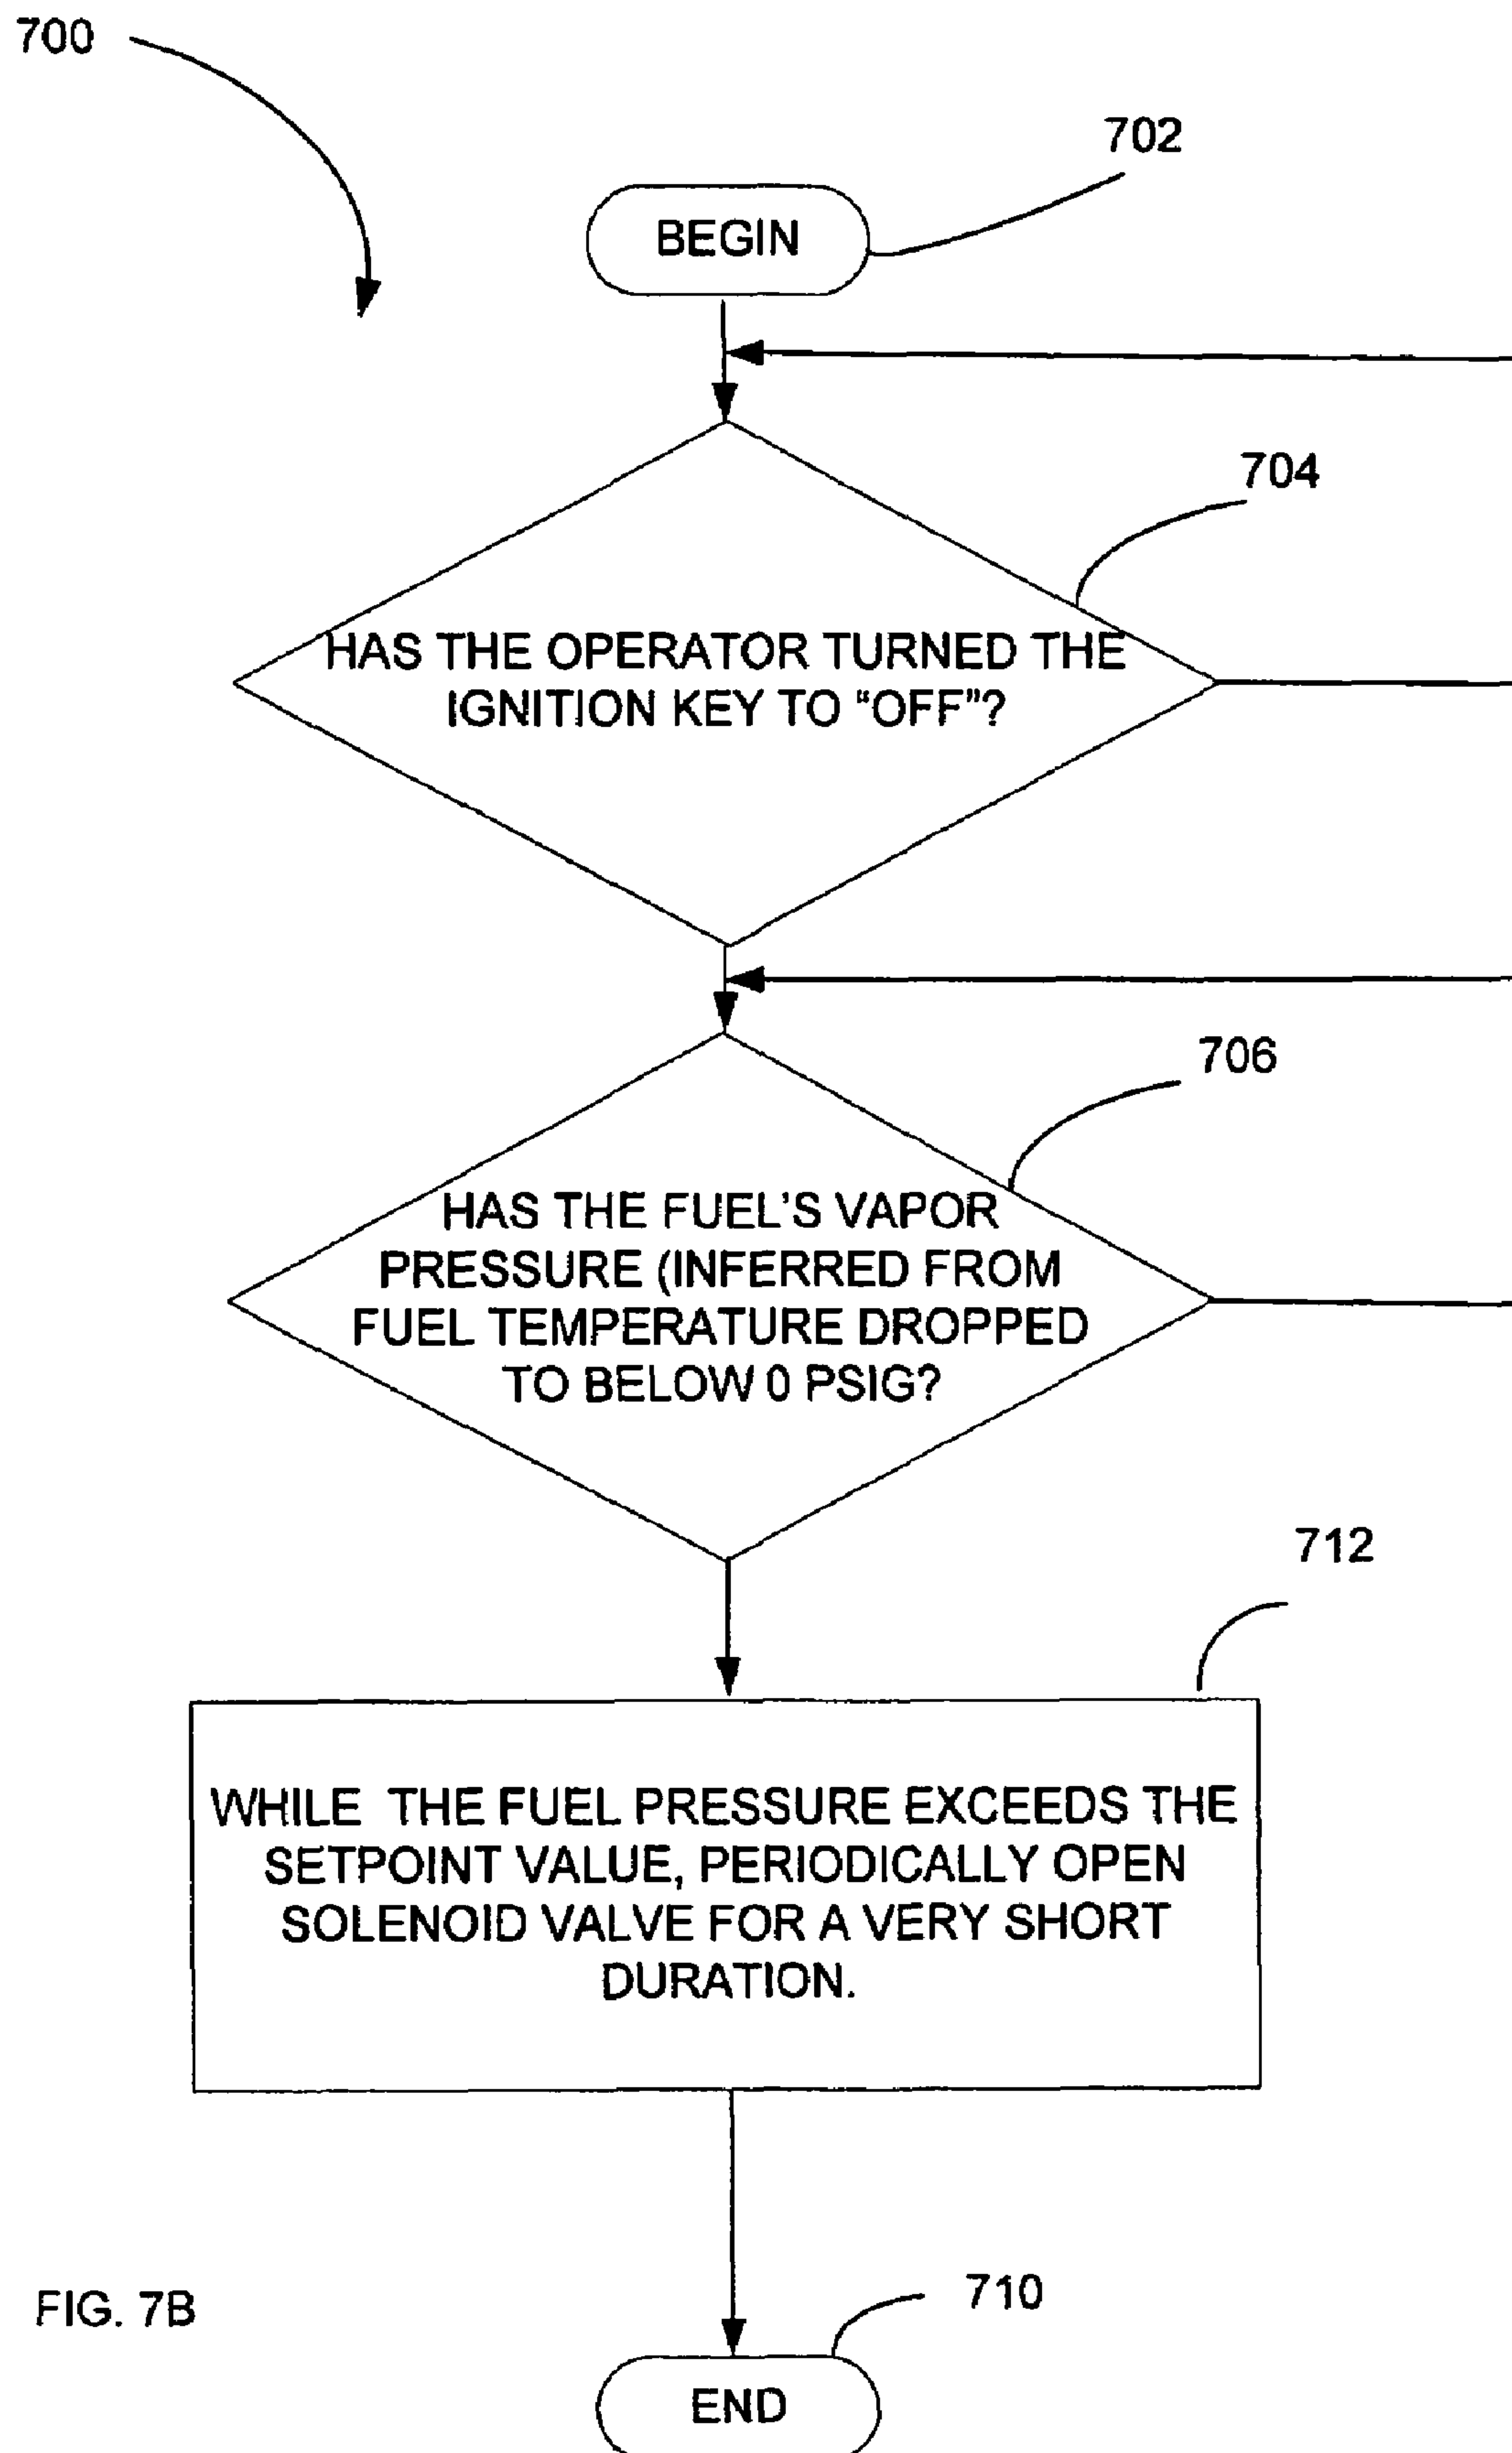 700
702
BEGIN
704
HAS THE OPERATOR TURNED THE
IGNITION KEY TO “OFF”?
706
HAS THE FUEL’S VAPOR
PRESSURE (INFERRED FROM
FUEL TEMPERATURE DROPPED
TO BELOW 0 PSIG?
712
WHILE THE FUEL PRESSURE EXCEEDS THE
SETPOINT VALUE, PERIODICALLY OPEN
SOLENOID VALVE FOR A VERY SHORT
DURATION.
710
FIG. 7B
END